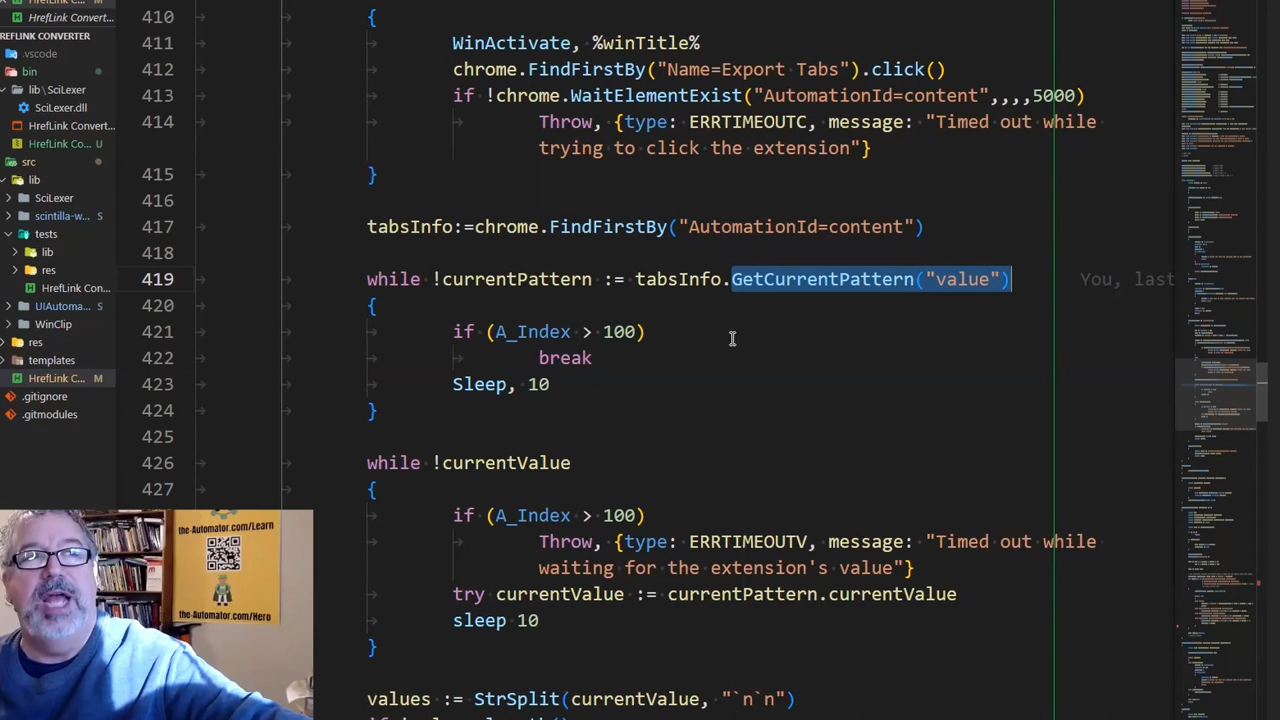 HrefLink Convert...
HrefLink Convert...
REFLINK CONVERTER
.vscode
bin
lib \ SciLexer
SciLexer.dll
HrefLink Convert...
HrefLink Co... U
src
lib
SciLexer
scintilla-w...
tests
lib
res
HrefLink Con...
UIAutoma...
WinClip
res
templates
HrefLink C... M
.gitignore
.gitmodules
410 {
411 WinActivate, %winTitle%
412 chrome.FindFirstBy("Name=Export Tabs").click()
413 if !chrome.WaitElementExist("AutomationId=content",,,,5000)
414 Throw, {type: ERRTIMEOUTC, message: "Timed out while
trying to click the extension"}
415 }
416
417 tabsInfo:=chrome.FindFirstBy("AutomationId=content")
418
419 while !currenPattern := tabsInfo.GetCurrentPattern("value") You, last
420 {
421 if (A_Index > 100)
422 break
423 Sleep, 10
424 }
425
426 while !currentValue
427 {
if (A_Index > 100)
Throw, {type: ERRTIMEOUTV, message: "Timed out while
waiting for the extension's value"}
try currentValue := currenPattern.currentValue
sleep 10
}
values := StrSplit(currentValue, "``n`n")
the-Automator.com/Learn
the-Automator.com/Hero